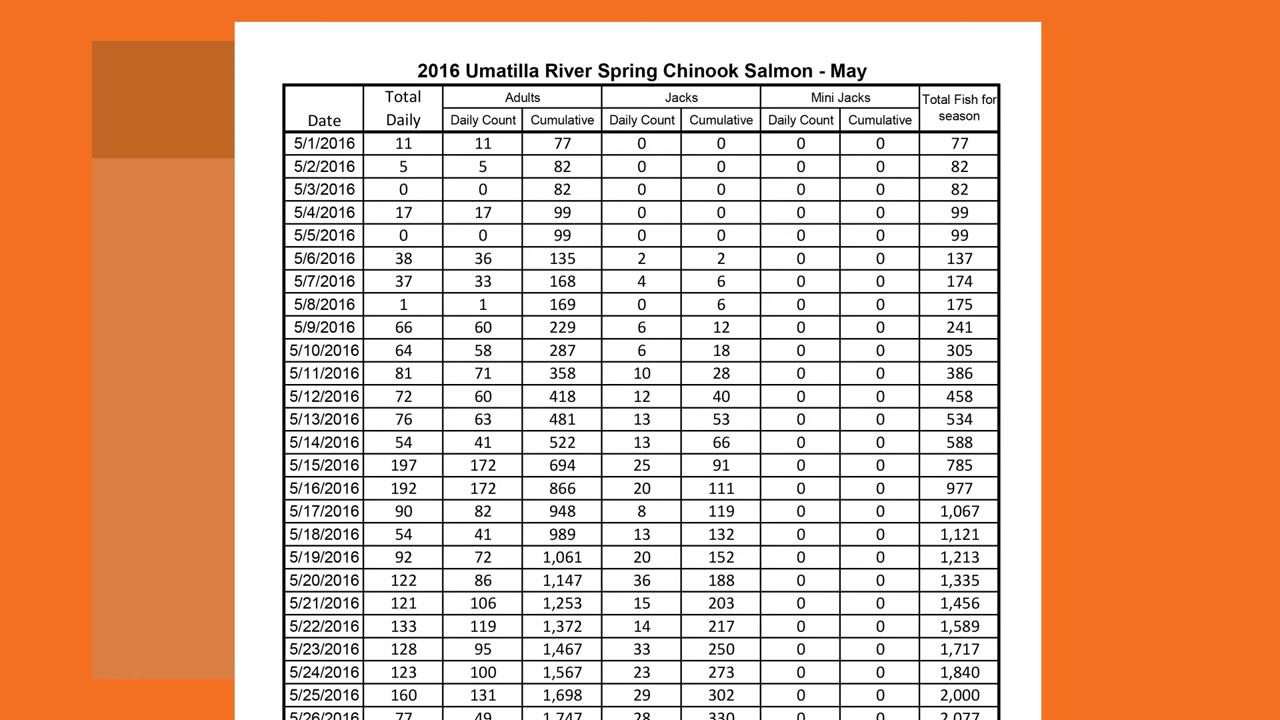 2016 Umatilla River Spring Chinook Salmon - May
Date Total Daily Adults Jacks Mini Jacks Total Fish for season
Daily Count Cumulative Daily Count Cumulative Daily Count Cumulative
5/1/2016 11 11 77 0 0 0 0 77
5/2/2016 5 5 82 0 0 0 0 82
5/3/2016 0 0 82 0 0 0 0 82
5/4/2016 17 17 99 0 0 0 0 99
5/5/2016 0 0 99 0 0 0 0 99
5/6/2016 38 36 135 2 2 0 0 137
5/7/2016 37 33 168 4 6 0 0 174
5/8/2016 1 1 169 0 6 0 0 175
5/9/2016 66 60 229 6 12 0 0 241
5/10/2016 64 58 287 6 18 0 0 305
5/11/2016 81 71 358 10 28 0 0 386
5/12/2016 72 60 418 12 40 0 0 458
5/13/2016 76 63 481 13 53 0 0 534
5/14/2016 54 41 522 13 66 0 0 588
5/15/2016 197 172 694 25 91 0 0 785
5/16/2016 192 172 866 20 111 0 0 977
5/17/2016 90 82 948 8 119 0 0 1,067
5/18/2016 54 41 989 13 132 0 0 1,121
5/19/2016 92 72 1,061 20 152 0 0 1,213
5/20/2016 122 86 1,147 36 188 0 0 1,335
5/21/2016 121 106 1,253 15 203 0 0 1,456
5/22/2016 133 119 1,372 14 217 0 0 1,589
5/23/2016 128 95 1,467 33 250 0 0 1,717
5/24/2016 123 100 1,567 23 273 0 0 1,840
5/25/2016 160 131 1,698 29 302 0 0 2,000
5/26/2016 77 49 1,747 28 330 0 0 2,077